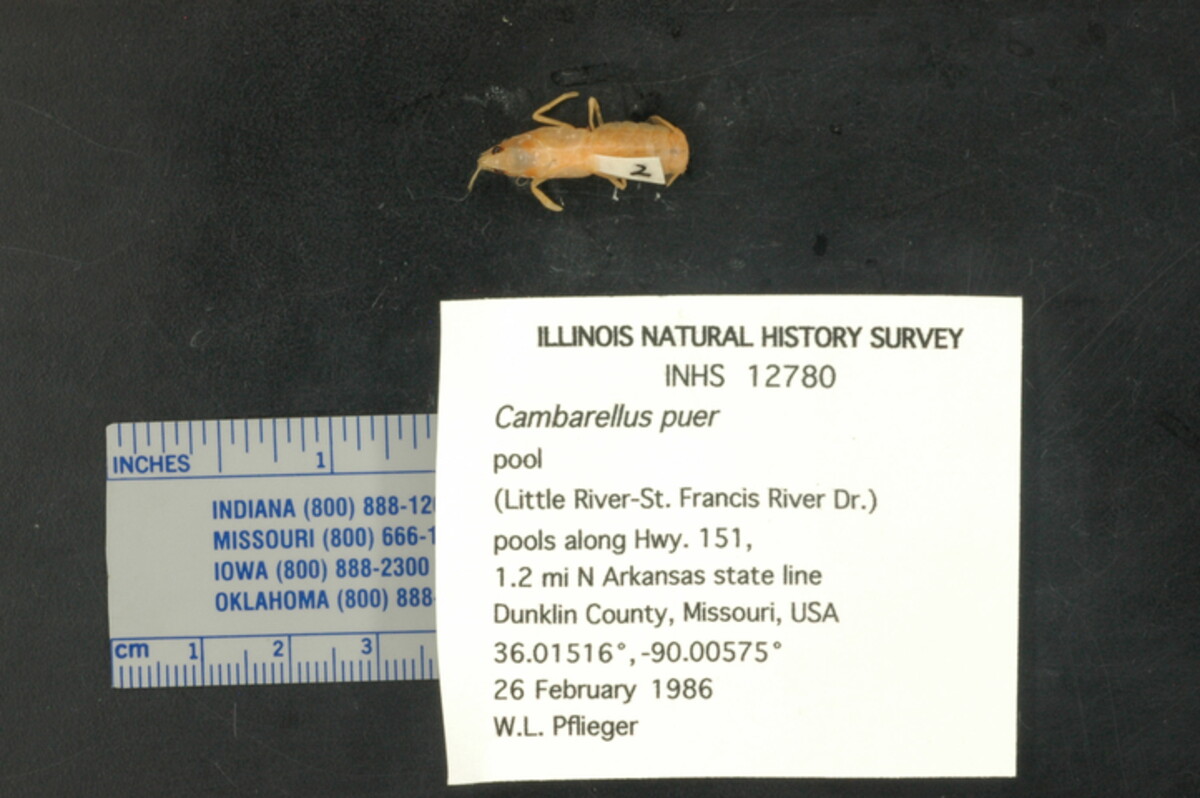 2
ILLINOIS NATURAL HISTORY SURVEY
INHS 12780
Cambarellus puer
pool
(Little River-St. Francis River Dr.)
pools along Hwy. 151,
1.2 mi N Arkansas state line
Dunklin County, Missouri, USA
36.01516°,-90.00575°
26 February 1986
W.L. Pflieger
INCHES 1
INDIANA (800) 888-12
MISSOURI (800) 666-1
IOWA (800) 888-2300
OKLAHOMA (800) 888-
cm 1 2 3